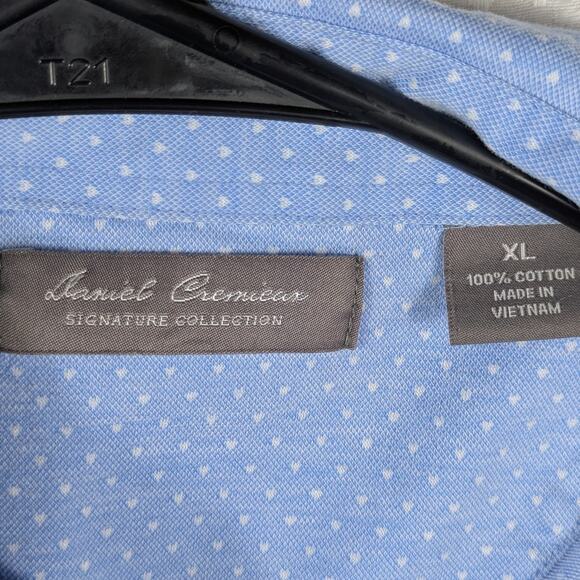 T21
Daniel Cremieux
SIGNATURE COLLECTION
XL
100% COTTON
MADE IN
VIETNAM